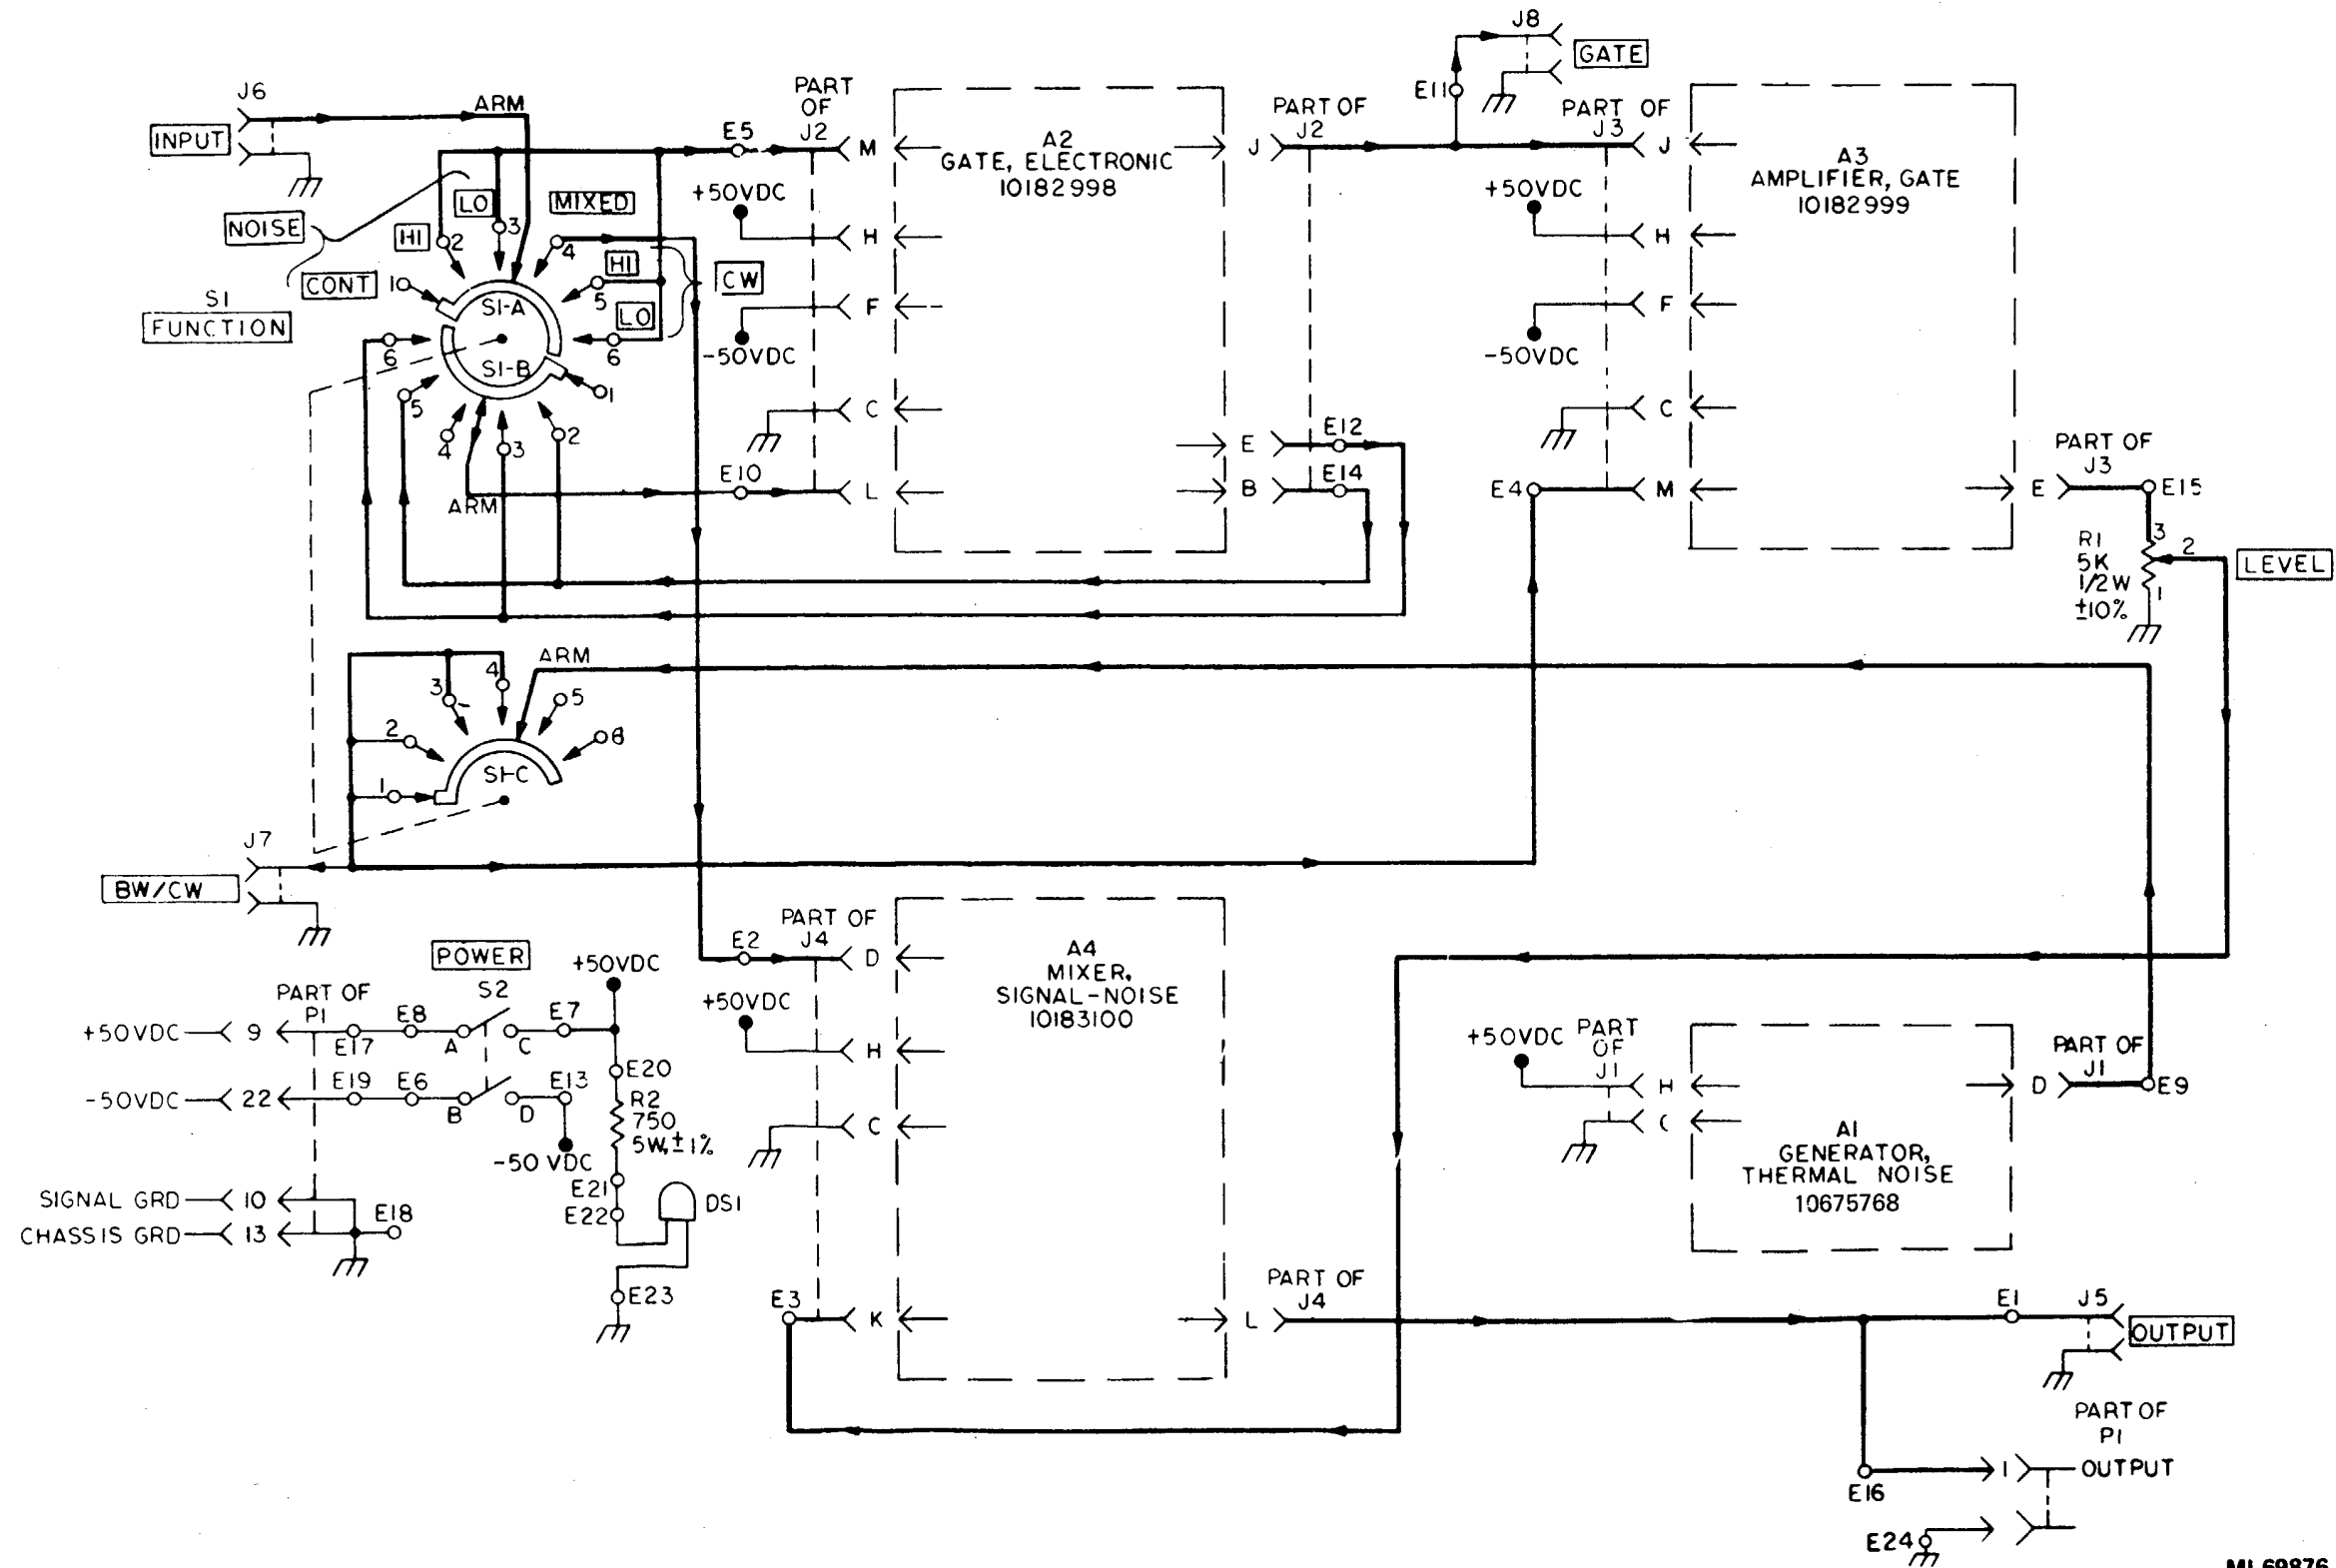 J6
INPUT
ARM
NOISE
HI
2
LO
3
MIXED
4
HI
5
CW
LO
6
CONT
1
S1
FUNCTION
S1-A
S1-B
6
5
4
3
2
1
ARM
E5
E10
PART
OF
J2
M
+50VDC
H
F
-50VDC
C
L
A2
GATE, ELECTRONIC
10182998
PART OF
J2
J
E
E12
B
E14
J8
GATE
E11
PART OF
J3
J
+50VDC
H
F
-50VDC
C
E4
M
A3
AMPLIFIER, GATE
10182999
PART OF
J3
E
E15
R1
5K
1/2W
±10%
3
2
1
LEVEL
ARM
4
3
5
2
6
1
S1-C
J7
BW/CW
POWER
S2
PART OF
P1
+50VDC
9
E17
E8
A
C
E7
+50VDC
-50VDC
22
E19
E6
B
D
E13
-50 VDC
E20
R2
750
5W,±1%
E21
E22
DS1
E23
SIGNAL GRD
10
CHASSIS GRD
13
E18
E2
PART OF
J4
D
+50VDC
H
C
E3
K
A4
MIXER,
SIGNAL-NOISE
10183100
PART OF
J4
L
+50VDC
PART
OF
J1
H
C
A1
GENERATOR,
THERMAL NOISE
10675768
PART OF
J1
D
E9
E1
J5
OUTPUT
PART OF
P1
E16
1
OUTPUT
E24
MI 69876